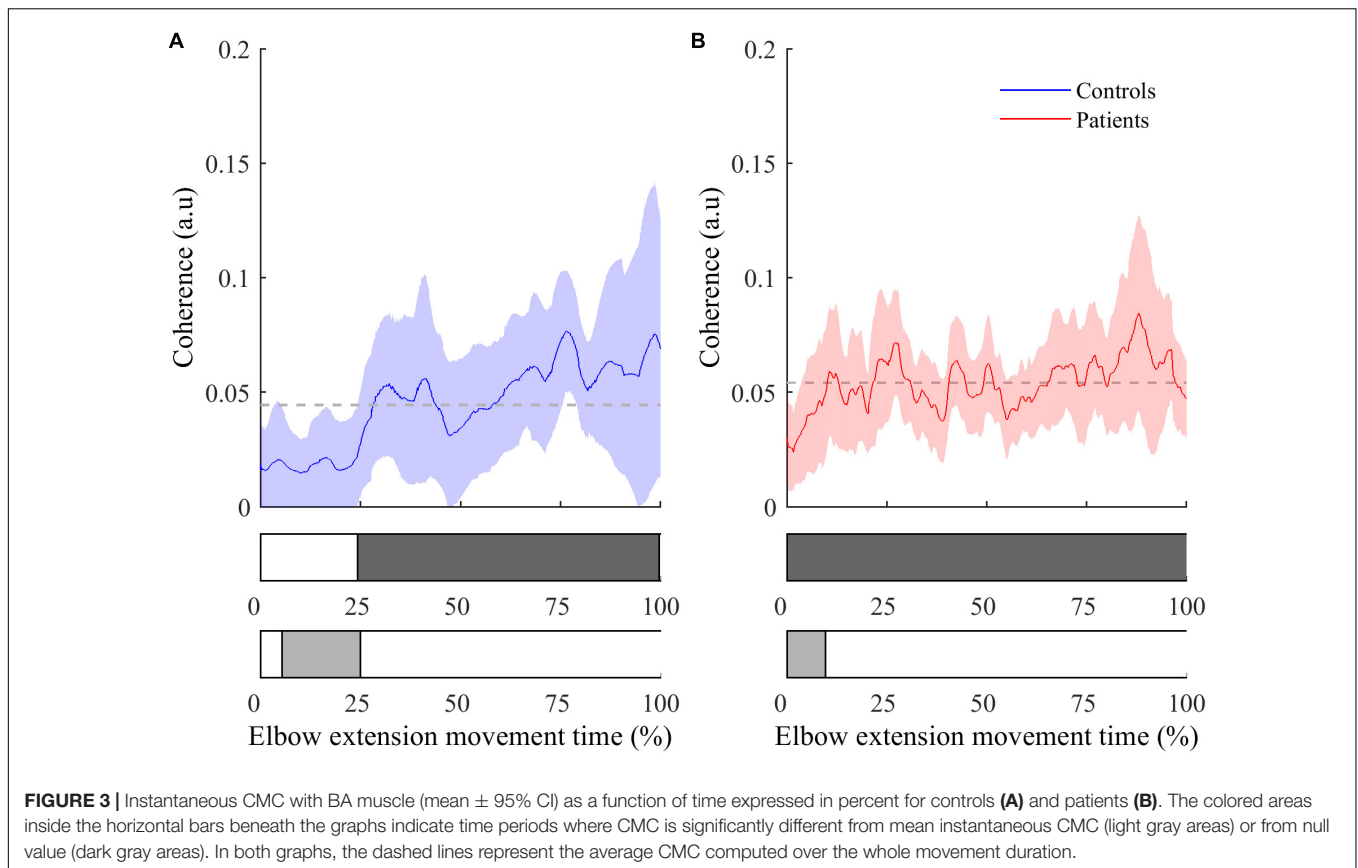 A
B
0.2
0.15
0.1
0.05
0
Coherence (a.u)
0.2
0.15
0.1
0.05
0
Coherence (a.u)
Controls
Patients
0 25 50 75 100
0 25 50 75 100
0 25 50 75 100
0 25 50 75 100
Elbow extension movement time (%)
Elbow extension movement time (%)
FIGURE 3 | Instantaneous CMC with BA muscle (mean ± 95% CI) as a function of time expressed in percent for controls (A) and patients (B). The colored areas
inside the horizontal bars beneath the graphs indicate time periods where CMC is significantly different from mean instantaneous CMC (light gray areas) or from null
value (dark gray areas). In both graphs, the dashed lines represent the average CMC computed over the whole movement duration.